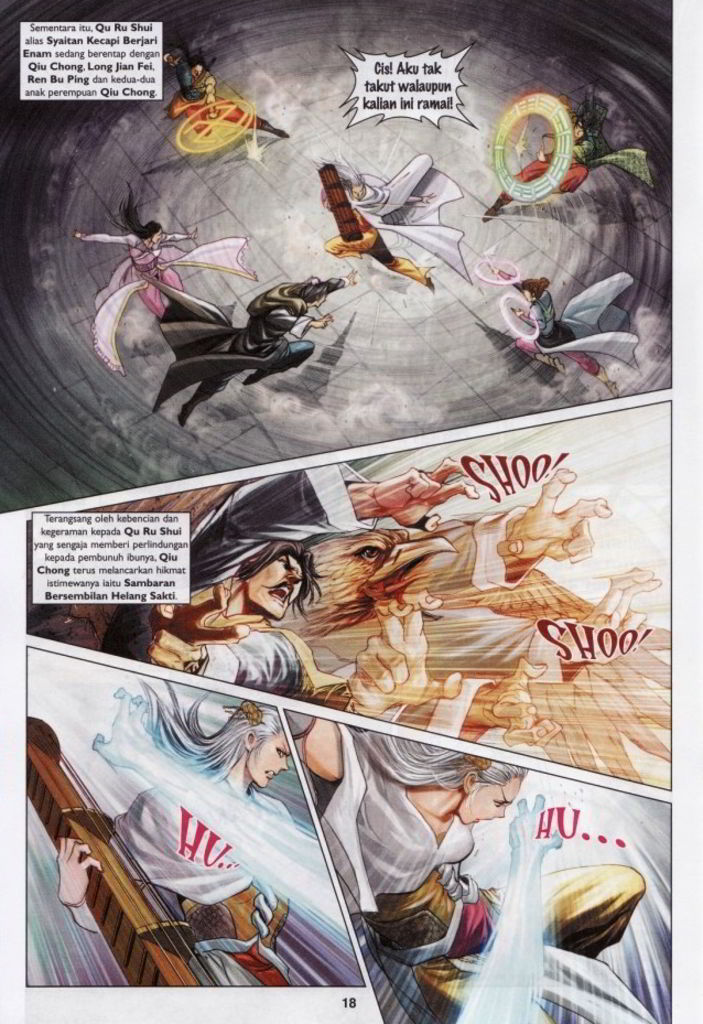 Sementara itu, Qu Ru Shui
alias Syaitan Kecapi Berjari
Enam sedang berentap dengan
Qiu Chong, Long Jian Fei,
Ren Bu Ping dan kedua-dua
anak perempuan Qiu Chong.
Cis! Aku tak
takut walaupun
kalian ini ramai!
SHOO!
Terangsang oleh kebencian dan
kegeraman kepada Qu Ru Shui
yang sengaja memberi perlindungan
kepada pembunuh ibunya, Qiu
Chong terus melancarkan hikmat
istimewanya iaitu Sambaran
Bersembilan Helang Sakti.
SHOO!
HU...
HU...
18